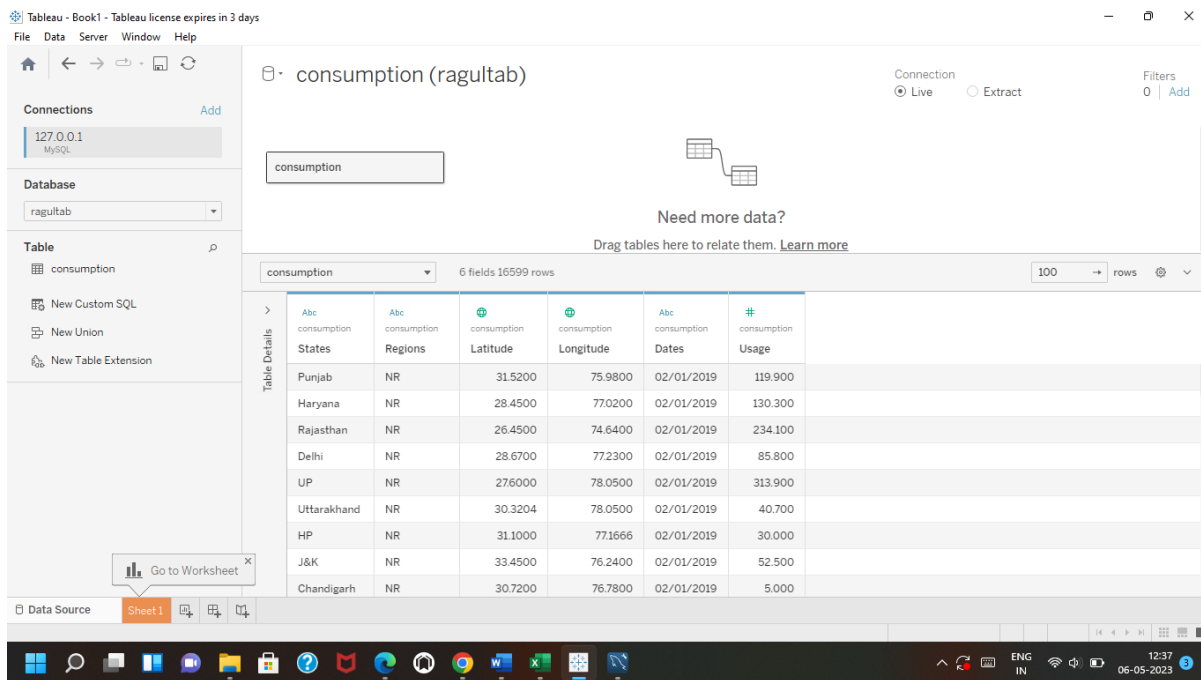 Tableau - Book1 - Tableau license expires in 3 days
File Data Server Window Help
Connections Add
127.0.0.1
MySQL
Database
ragultab
Table
consumption
New Custom SQL
New Union
New Table Extension
consumption (ragultab)
Connection
Live Extract
Filters
0 Add
consumption
Need more data?
Drag tables here to relate them. Learn more
consumption 6 fields 16599 rows 100 rows
Table Details
Abc Abc Abc #
consumption consumption consumption consumption consumption consumption
States Regions Latitude Longitude Dates Usage
Punjab NR 31.5200 75.9800 02/01/2019 119.900
Haryana NR 28.4500 77.0200 02/01/2019 130.300
Rajasthan NR 26.4500 74.6400 02/01/2019 234.100
Delhi NR 28.6700 77.2300 02/01/2019 85.800
UP NR 27.6000 78.0500 02/01/2019 313.900
Uttarakhand NR 30.3204 78.0500 02/01/2019 40.700
HP NR 31.1000 77.1666 02/01/2019 30.000
J&K NR 33.4500 76.2400 02/01/2019 52.500
Chandigarh NR 30.7200 76.7800 02/01/2019 5.000
Go to Worksheet
Data Source Sheet 1
ENG
IN
12:37
06-05-2023
3